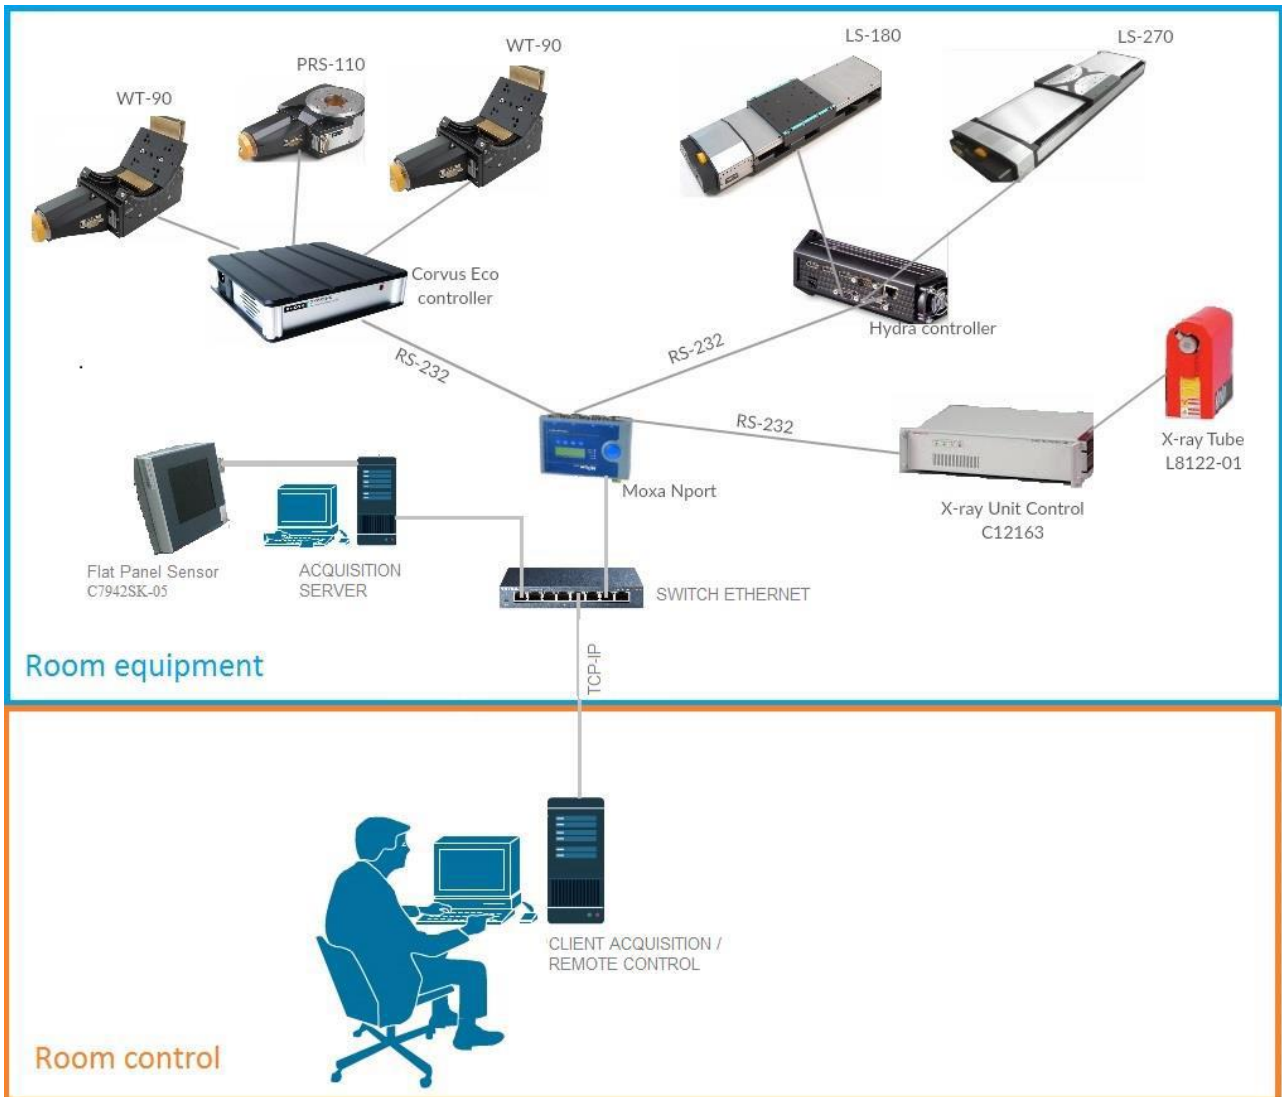 WT-90
PRS-110
WT-90
LS-180
LS-270
Corvus Eco
controller
Hydra controller
RS-232
RS-232
RS-232
X-ray Tube
L8122-01
Moxa Nport
X-ray Unit Control
C12163
Flat Panel Sensor
C7942SK-05
ACQUISITION
SERVER
SWITCH ETHERNET
TCP-IP
Room equipment
CLIENT ACQUISITION /
REMOTE CONTROL
Room control